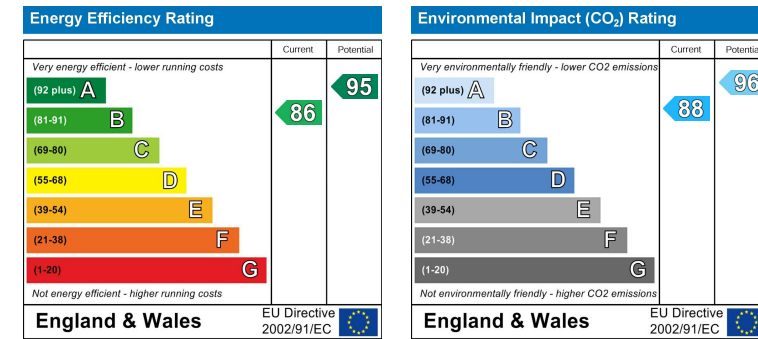 Energy Efficiency Rating
Current Potential
Very energy efficient - lower running costs
(92 plus) A
95
(81-91) B
86
(69-80) C
(55-68) D
(39-54) E
(21-38) F
(1-20) G
Not energy efficient - higher running costs
England & Wales
EU Directive
2002/91/EC
Environmental Impact (CO₂) Rating
Current Potentia
Very environmentally friendly - lower CO2 emissions
(92 plus) A
96
(81-91) B
88
(69-80) C
(55-68) D
(39-54) E
(21-38) F
(1-20) G
Not environmentally friendly - higher CO2 emissions
England & Wales
EU Directive
2002/91/EC